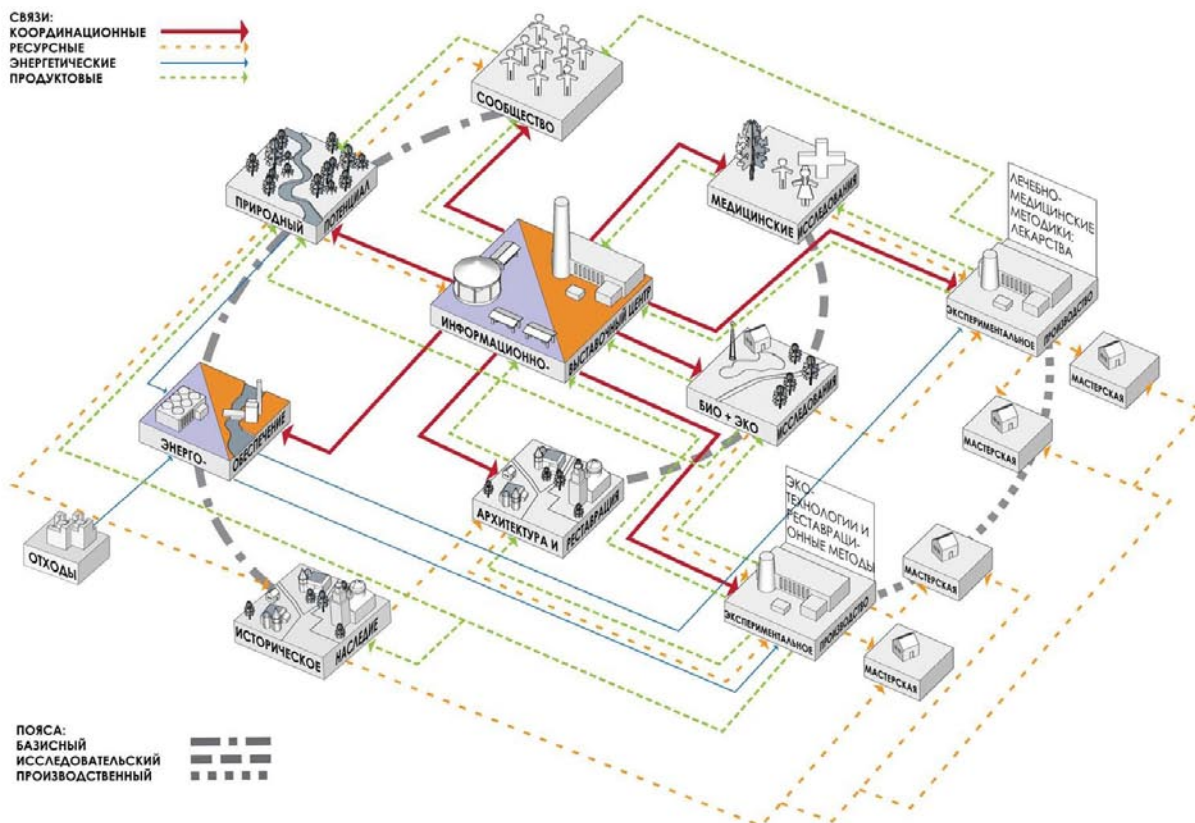 СВЯЗИ:
КООРДИНАЦИОННЫЕ
РЕСУРСНЫЕ
ЭНЕРГЕТИЧЕСКИЕ
ПРОДУКТОВЫЕ
СООБЩЕСТВО
ПРИРОДНЫЙ ПОТЕНЦИАЛ
МЕДИЦИНСКИЕ ИССЛЕДОВАНИЯ
ЛЕЧЕБНО-
МЕДИЦИНСКИЕ
МЕТОДИКИ:
ЛЕКАРСТВА
ЭКСПЕРИМЕНТАЛЬНОЕ ПРОИЗВОДСТВО
ИНФОРМАЦИОННО- ВЫСТАВОЧНЫЙ ЦЕНТР
МАСТЕРСКАЯ
БИО + ЭКО ИССЛЕДОВАНИЯ
МАСТЕРСКАЯ
ЭНЕРГО- ОБЕСПЕЧЕНИЕ
АРХИТЕКТУРА И РЕСТАВРАЦИЯ
ЭКО-
ТЕХНОЛОГИИ И
РЕСТАВРАЦИ-
ОННЫЕ МЕТОДЫ
ОТХОДЫ
МАСТЕРСКАЯ
ЭКСПЕРИМЕНТАЛЬНОЕ ПРОИЗВОДСТВО
ИСТОРИЧЕСКОЕ НАСЛЕДИЕ
МАСТЕРСКАЯ
ПОЯСА:
БАЗИСНЫЙ
ИССЛЕДОВАТЕЛЬСКИЙ
ПРОИЗВОДСТВЕННЫЙ